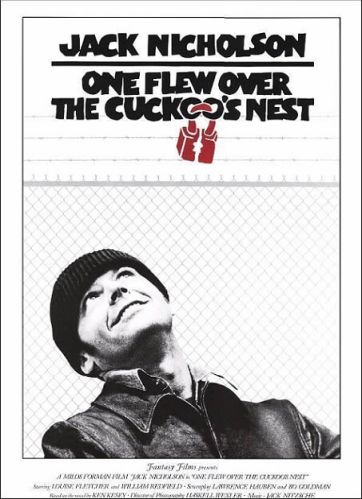 JACK NICHOLSON
ONE FLEW OVER
THE CUCKOO'S NEST
Fantasy Films presents
A MILOS FORMAN FILM "JACK NICHOLSON in "ONE FLEW OVER THE CUCKOO'S NEST"
Starring LOUISE FLETCHER and WILLIAM REDFIELD • Screenplay LAWRENCE HAUBEN and BO GOLDMAN
Based on the novel by KEN KESEY • Director of Photography HASKELL WEXLER • Music • JACK NITZSCHE